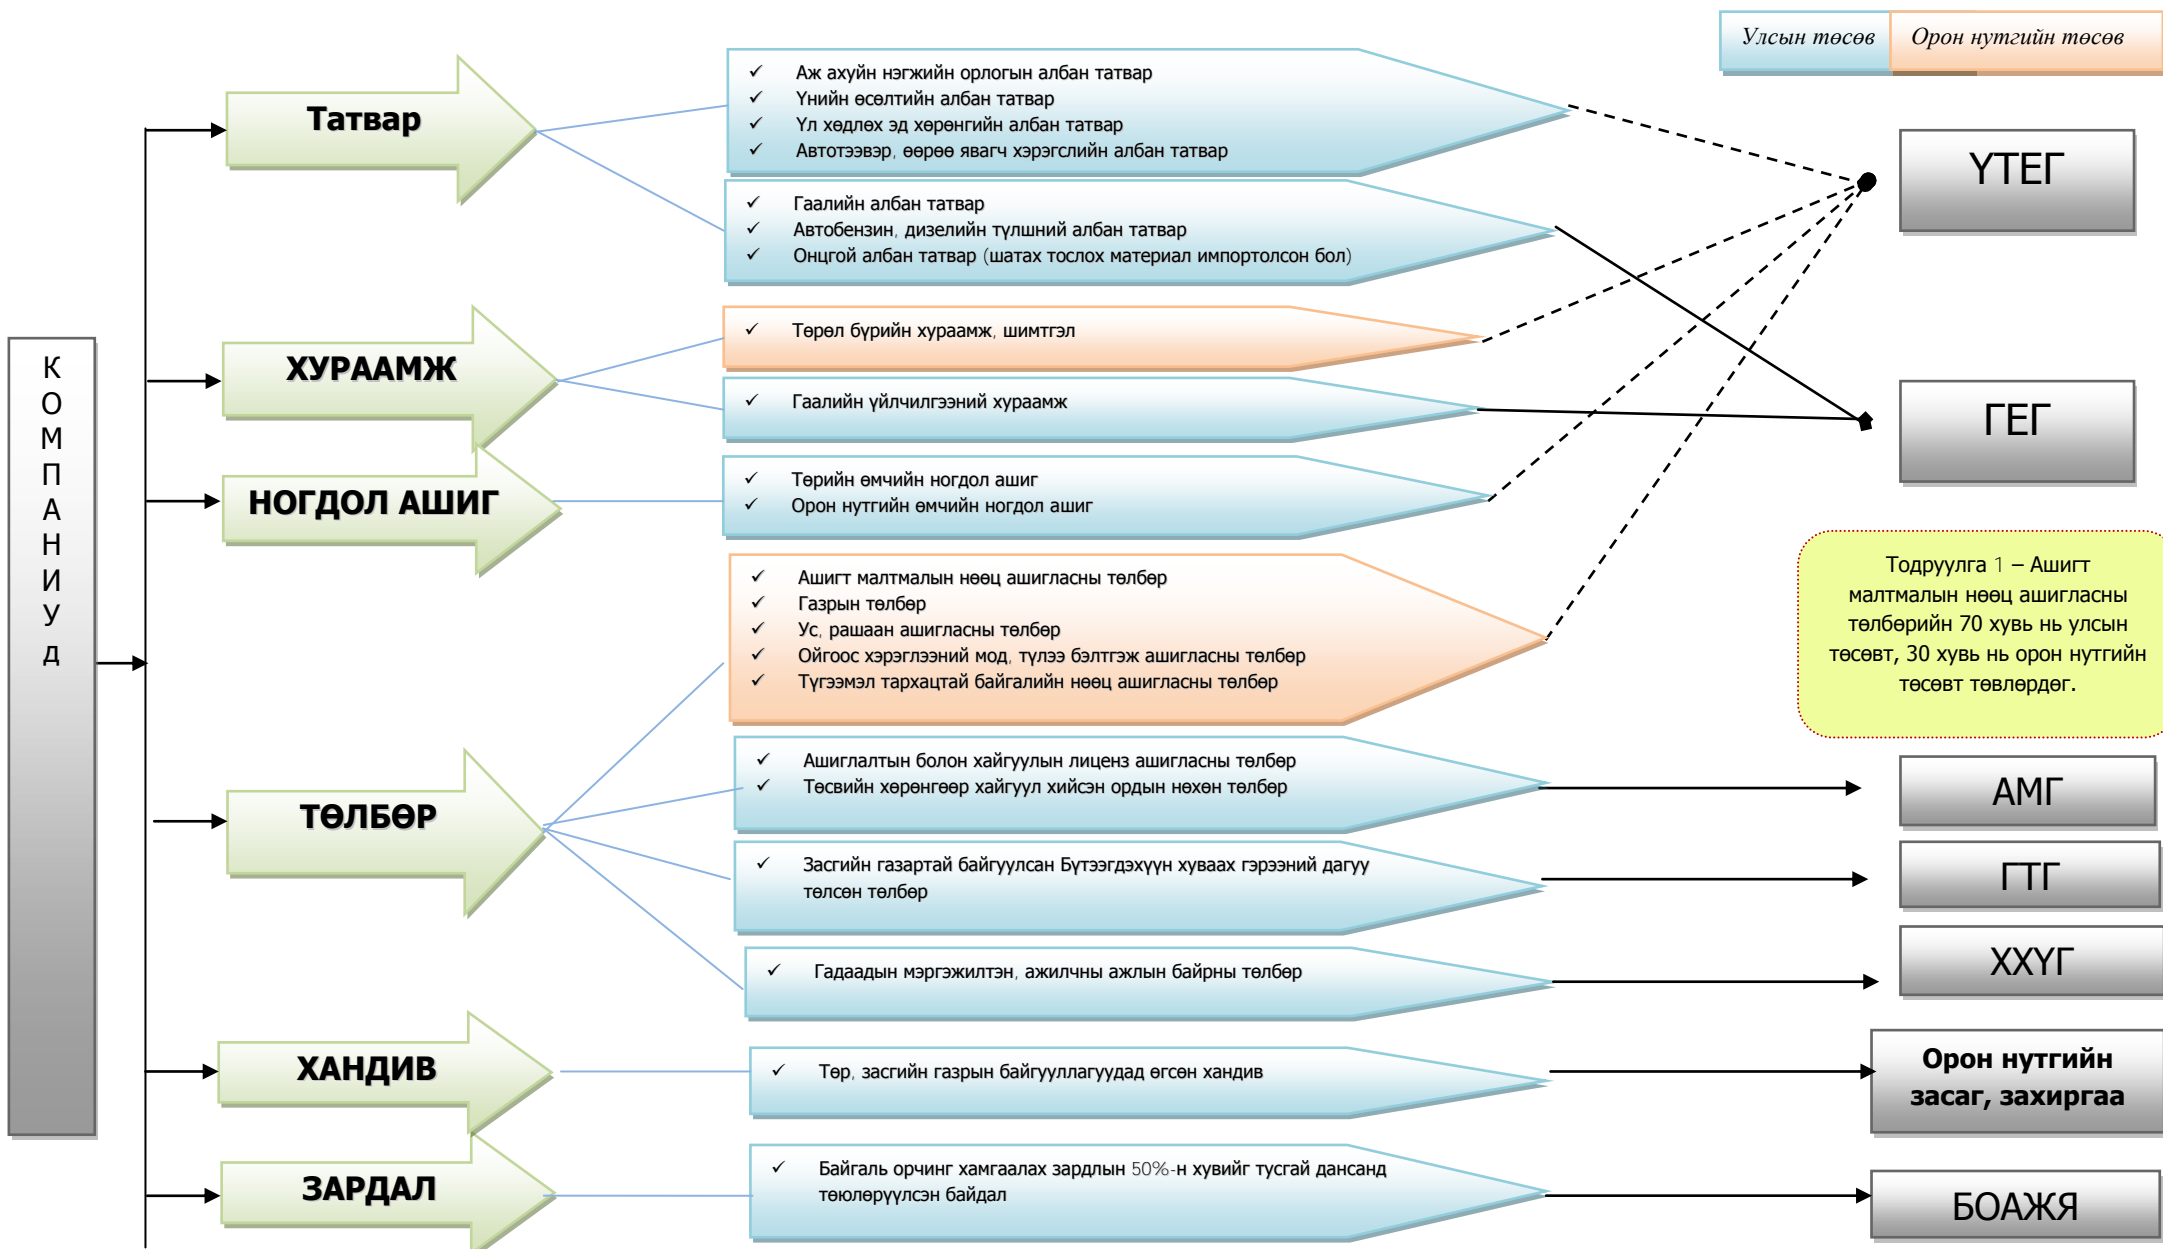 Улсын төсөв
Орон нутгийн төсөв
КОМПАНИУд
Татвар
Аж ахуйн нэгжийн орлогын албан татвар
Үнийн өсөлтийн албан татвар
Үл хөдлөх эд хөрөнгийн албан татвар
Автотээвэр, өөрөө явагч хэрэгслийн албан татвар
Гаалийн албан татвар
Автобензин, дизелийн түлшний албан татвар
Онцгой албан татвар (шатах тослох материал импортолсон бол)
ҮТЕГ
ХУРААМЖ
Төрөл бүрийн хураамж, шимтгэл
Гаалийн үйлчилгээний хураамж
ГЕГ
НОГДОЛ АШИГ
Төрийн өмчийн ногдол ашиг
Орон нутгийн өмчийн ногдол ашиг
Тодруулга 1 – Ашигт
малтмалын нөөц ашигласны
төлбөрийн 70 хувь нь улсын
төсөвт, 30 хувь нь орон нутгийн
төсөвт төвлөрдөг.
ТӨЛБӨР
Ашигт малтмалын нөөц ашигласны төлбөр
Газрын төлбөр
Ус, рашаан ашигласны төлбөр
Ойгоос хэрэглээний мод, түлээ бэлтгэж ашигласны төлбөр
Түгээмэл тархацтай байгалийн нөөц ашигласны төлбөр
Ашиглалтын болон хайгуулын лиценз ашигласны төлбөр
Төсвийн хөрөнгөөр хайгуул хийсэн ордын нөхөн төлбөр
АМГ
Засгийн газартай байгуулсан Бүтээгдэхүүн хуваах гэрээний дагуу
төлсөн төлбөр
ГТГ
Гадаадын мэргэжилтэн, ажилчны ажлын байрны төлбөр
ХХҮГ
ХАНДИВ
Төр, засгийн газрын байгууллагуудад өгсөн хандив
Орон нутгийн
засаг, захиргаа
ЗАРДАЛ
Байгаль орчинг хамгаалах зардлын 50%-н хувийг тусгай дансанд
төюлөрүүлсэн байдал
БОАЖЯ